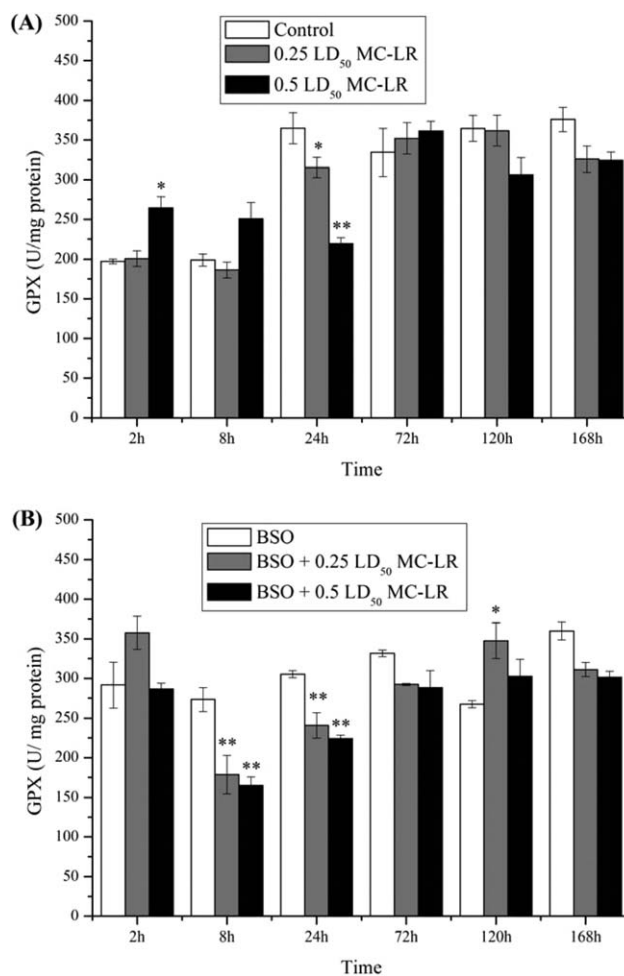 (A)
Control
0.25 LD50 MC-LR
0.5 LD50 MC-LR
GPX (U/mg protein)
500
450
400
350
300
250
200
150
100
50
0
*
*
**
2h 8h 24h 72h 120h 168h
Time
(B)
BSO
BSO + 0.25 LD50 MC-LR
BSO + 0.5 LD50 MC-LR
GPX (U/ mg protein)
500
450
400
350
300
250
200
150
100
50
0
** **
** **
*
2h 8h 24h 72h 120h 168h
Time